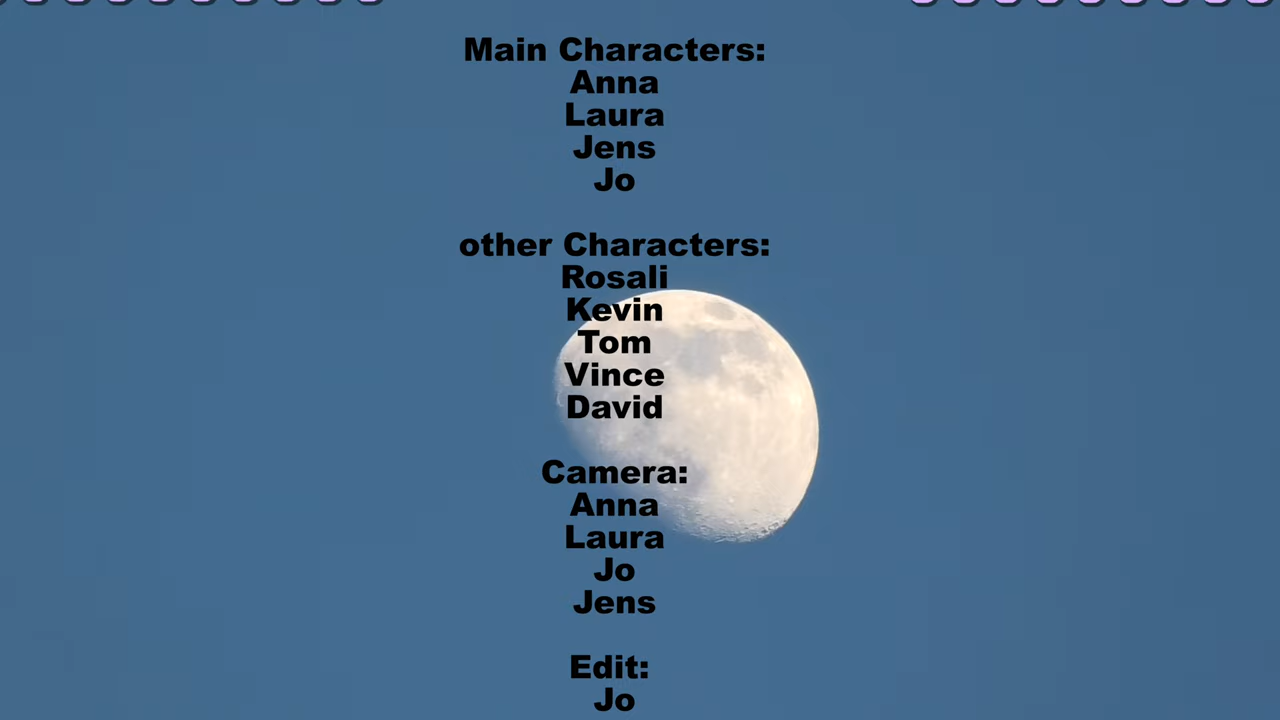 Main Characters:
Anna
Laura
Jens
Jo
other Characters:
Rosali
Kevin
Tom
Vince
David
Camera:
Anna
Laura
Jo
Jens
Edit:
Jo